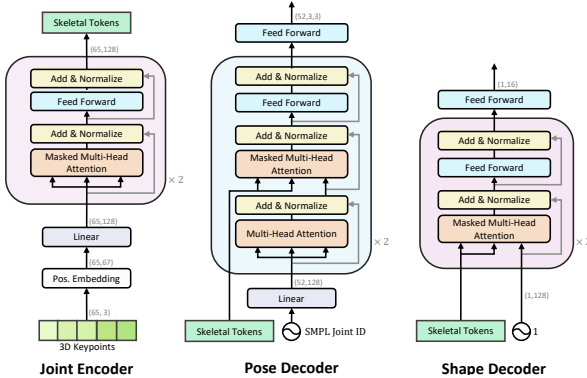 Skeletal Tokens
(65,128)
Add & Normalize
Feed Forward
Add & Normalize
Masked Multi-Head
Attention
× 2
(65,128)
Linear
(65,67)
Pos. Embedding
(65, 3)
3D Keypoints
Joint Encoder
(52,3,3)
Feed Forward
Add & Normalize
Feed Forward
Add & Normalize
Masked Multi-Head
Attention
Add & Normalize
Multi-Head Attention
× 2
(52,128)
Linear
Skeletal Tokens
SMPL Joint ID
Pose Decoder
(1,16)
Feed Forward
Add & Normalize
Feed Forward
Add & Normalize
Masked Multi-Head
Attention
× 2
(1,128)
Skeletal Tokens
1
Shape Decoder